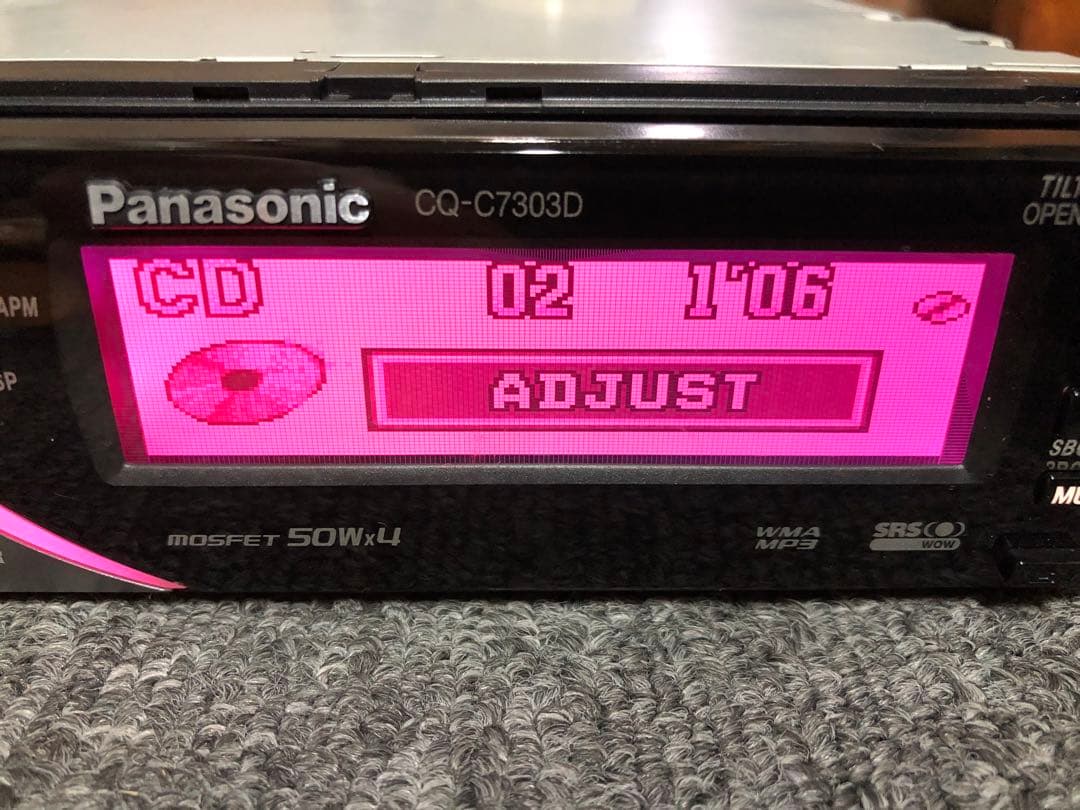 Panasonic CQ-C7303D
TILT
OPEN
CD 02 1"06
APM
ADJUST
MOSFET 50Wx4
WMA
MP3
SRS
WOW